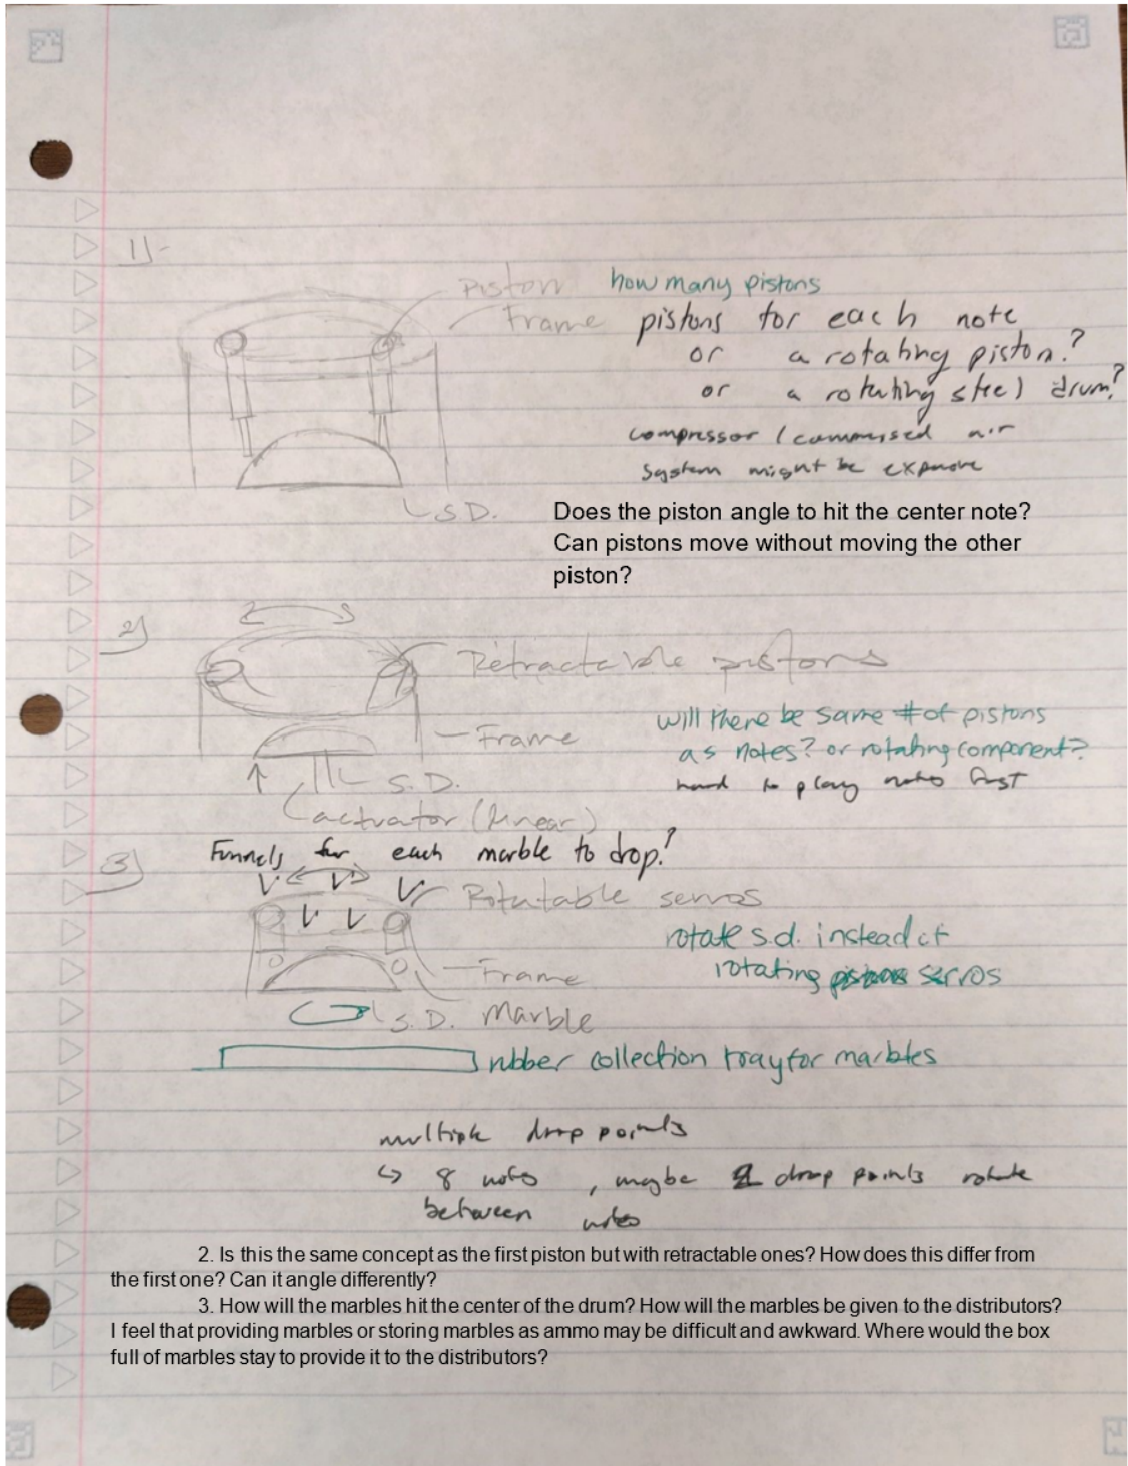 1)-
Piston how many pistons
Frame pistons for each note
or a rotating piston?
or a rotating steel drum?
compressor / commerised air
system might be expensive
S.D.
Does the piston angle to hit the center note?
Can pistons move without moving the other
piston?
2)
Retractable pistons
will there be same # of pistons
Frame
as notes? or rotating component?
S.D. hard to play notes fast
actuator (linear)
3)
Funnels for each marble to drop?
Rotatable servos
rotate s.d. instead of
Frame rotating servos
S.D. Marble
rubber collection tray for marbles
multiple drop points
↳ 8 notes , maybe 2 drop points rotate
between notes
2. Is this the same concept as the first piston but with retractable ones? How does this differ from
the first one? Can it angle differently?
3. How will the marbles hit the center of the drum? How will the marbles be given to the distributors?
I feel that providing marbles or storing marbles as ammo may be difficult and awkward. Where would the box
full of marbles stay to provide it to the distributors?